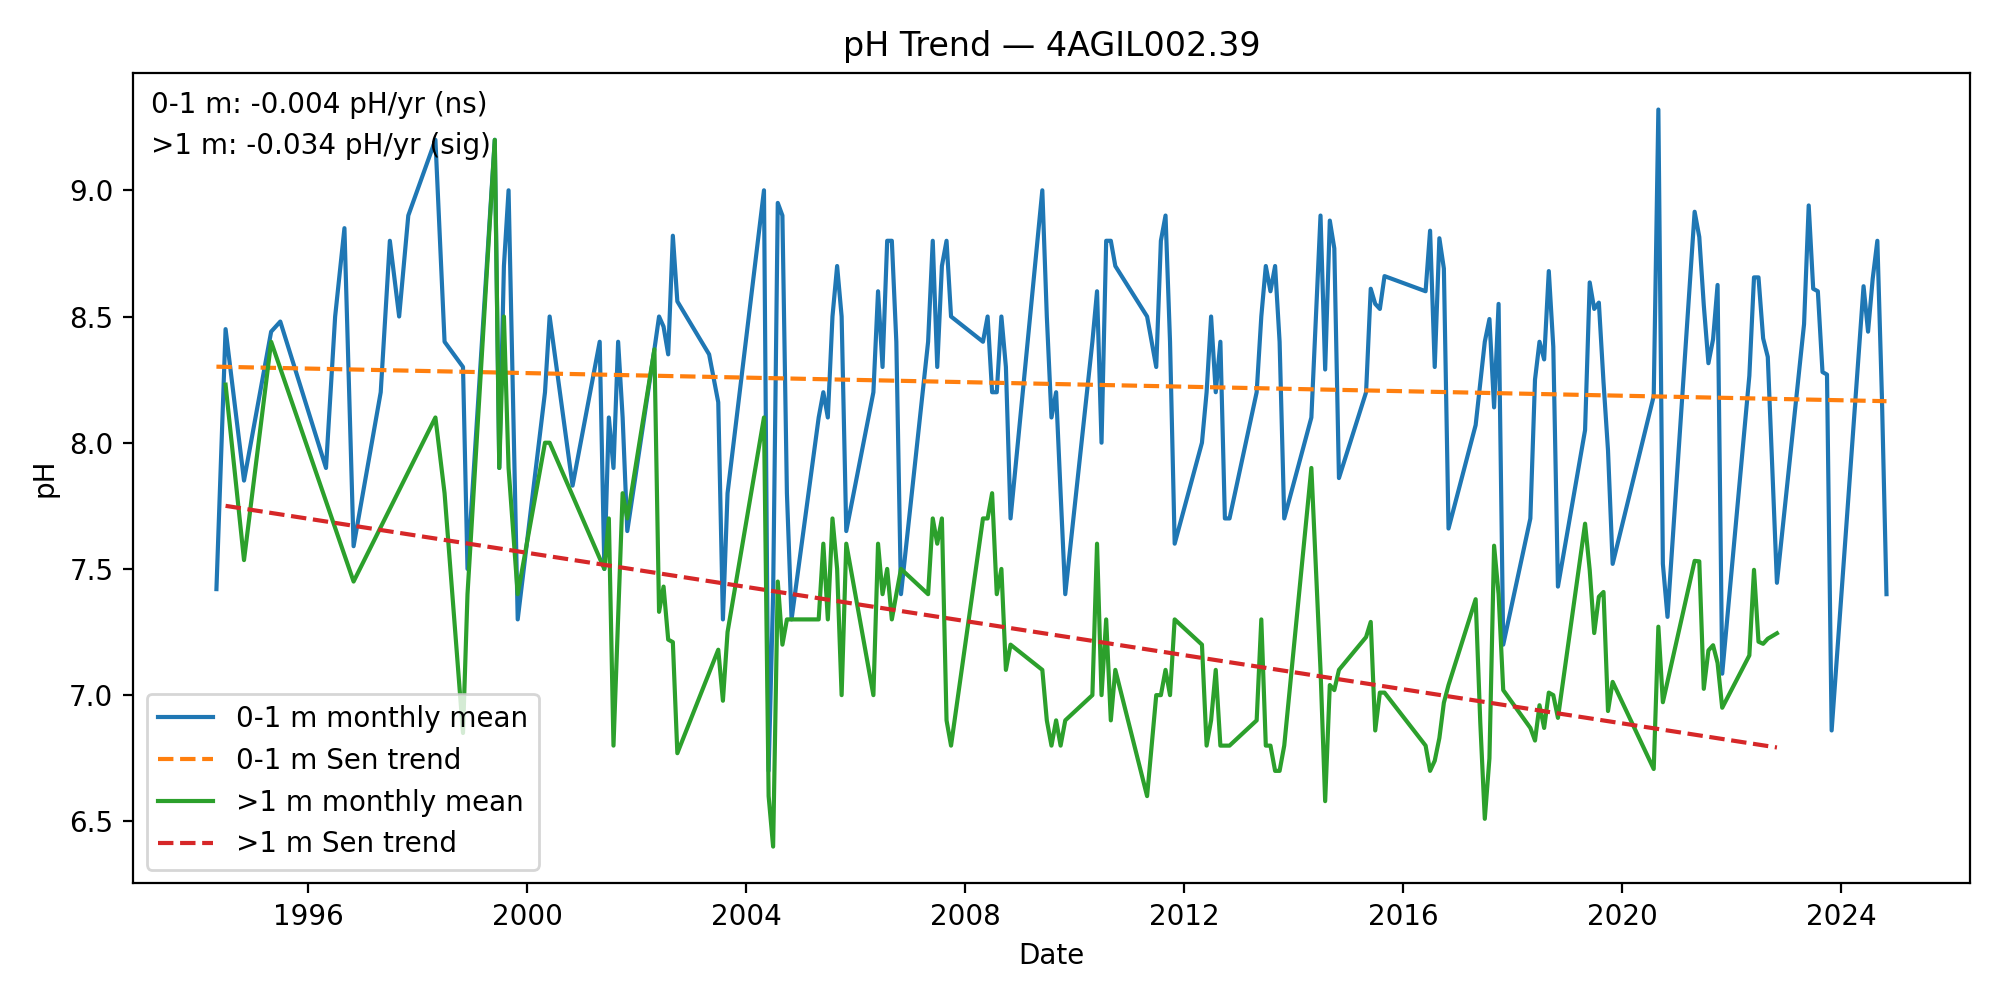 pH Trend — 4AGIL002.39
0-1 m: -0.004 pH/yr (ns)
>1 m: -0.034 pH/yr (sig)
9.0
8.5
8.0
7.5
7.0
6.5
pH
0-1 m monthly mean
0-1 m Sen trend
>1 m monthly mean
>1 m Sen trend
1996 2000 2004 2008 2012 2016 2020 2024
Date